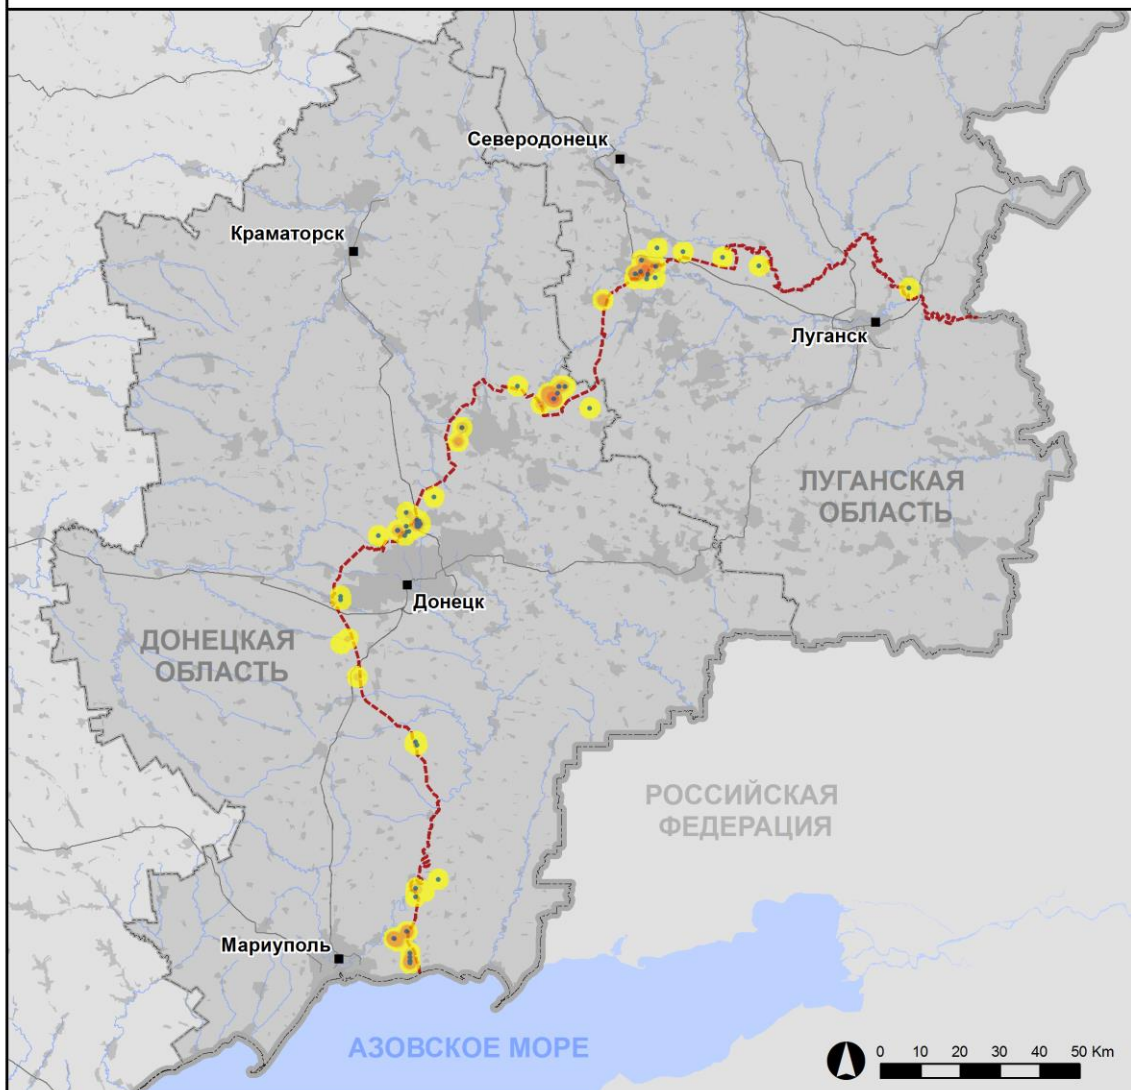 Северодонецк
Краматорск
Луганск
ЛУГАНСКАЯ
ОБЛАСТЬ
Донецк
ДОНЕЦКАЯ
ОБЛАСТЬ
РОССИЙСКАЯ
ФЕДЕРАЦИЯ
Мариуполь
АЗОВСКОЕ МОРЕ
0 10 20 30 40 50 Km